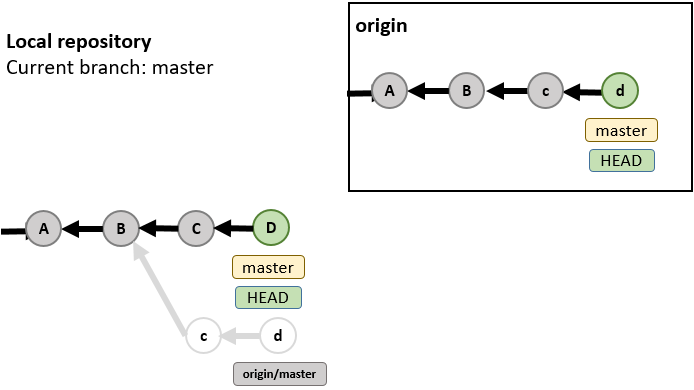 Local repository
Current branch: master
origin
A B c d
master
HEAD
A B C D
master
HEAD
c d
origin/master